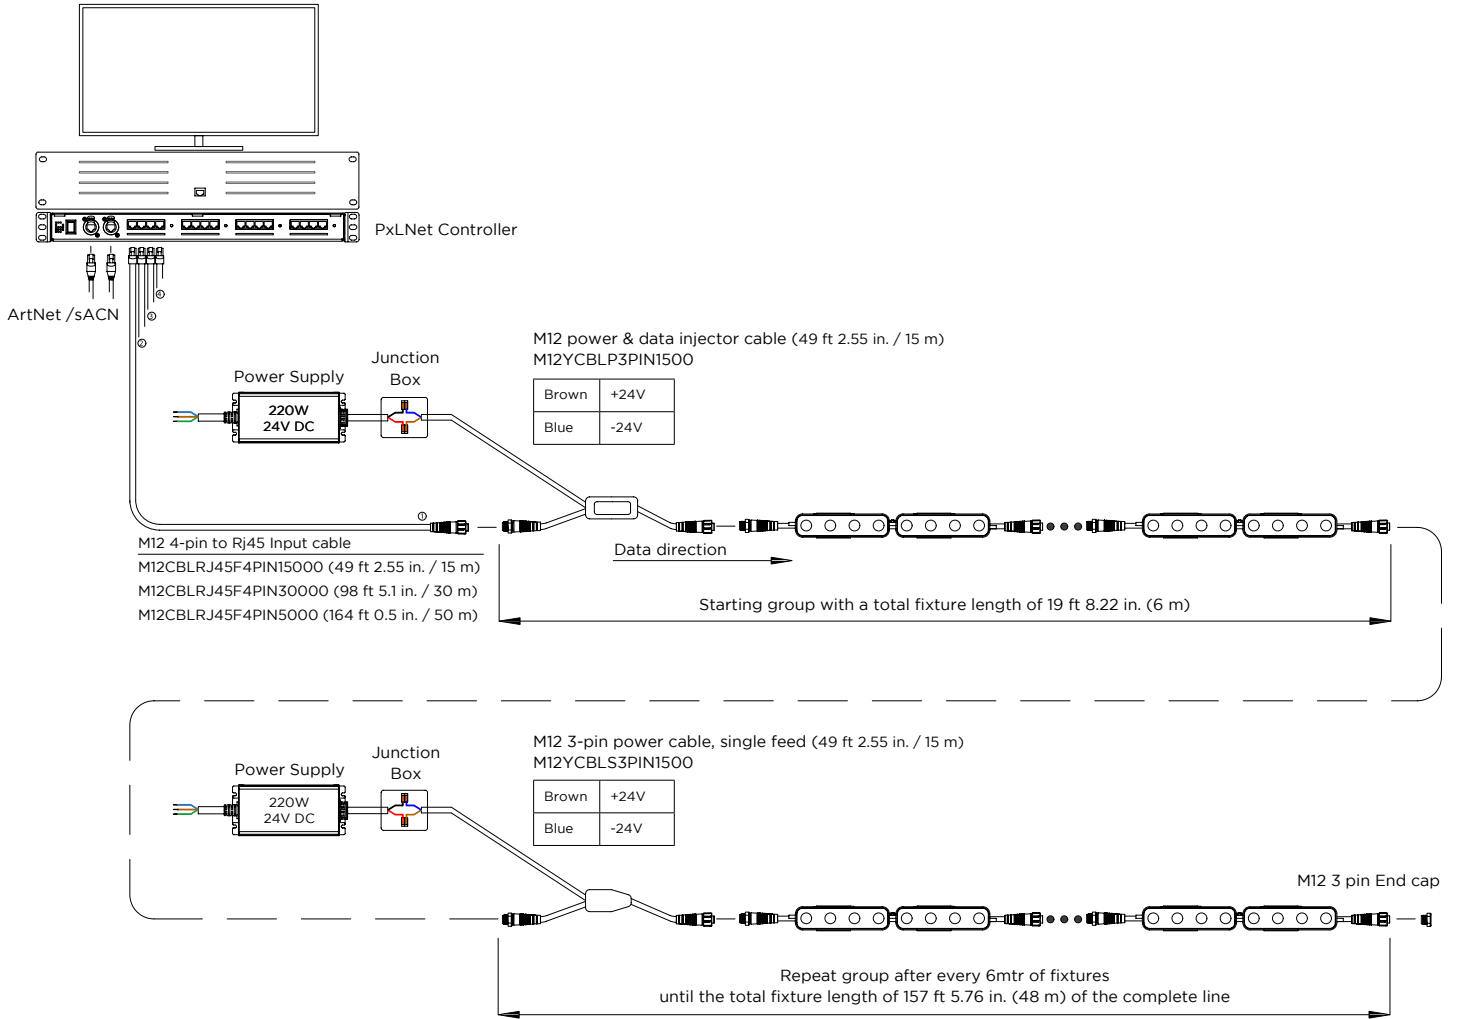 PxLNet Controller
ArtNet /sACN
4
3
2
1
Power Supply
220W
24V DC
Junction
Box
M12 power & data injector cable (49 ft 2.55 in. / 15 m)
M12YCBLP3PIN1500
Brown +24V
Blue -24V
M12 4-pin to Rj45 Input cable
M12CBLRJ45F4PIN15000 (49 ft 2.55 in. / 15 m)
M12CBLRJ45F4PIN30000 (98 ft 5.1 in. / 30 m)
M12CBLRJ45F4PIN5000 (164 ft 0.5 in. / 50 m)
Data direction
Starting group with a total fixture length of 19 ft 8.22 in. (6 m)
Power Supply
220W
24V DC
Junction
Box
M12 3-pin power cable, single feed (49 ft 2.55 in. / 15 m)
M12YCBLS3PIN1500
Brown +24V
Blue -24V
M12 3 pin End cap
Repeat group after every 6mtr of fixtures
until the total fixture length of 157 ft 5.76 in. (48 m) of the complete line